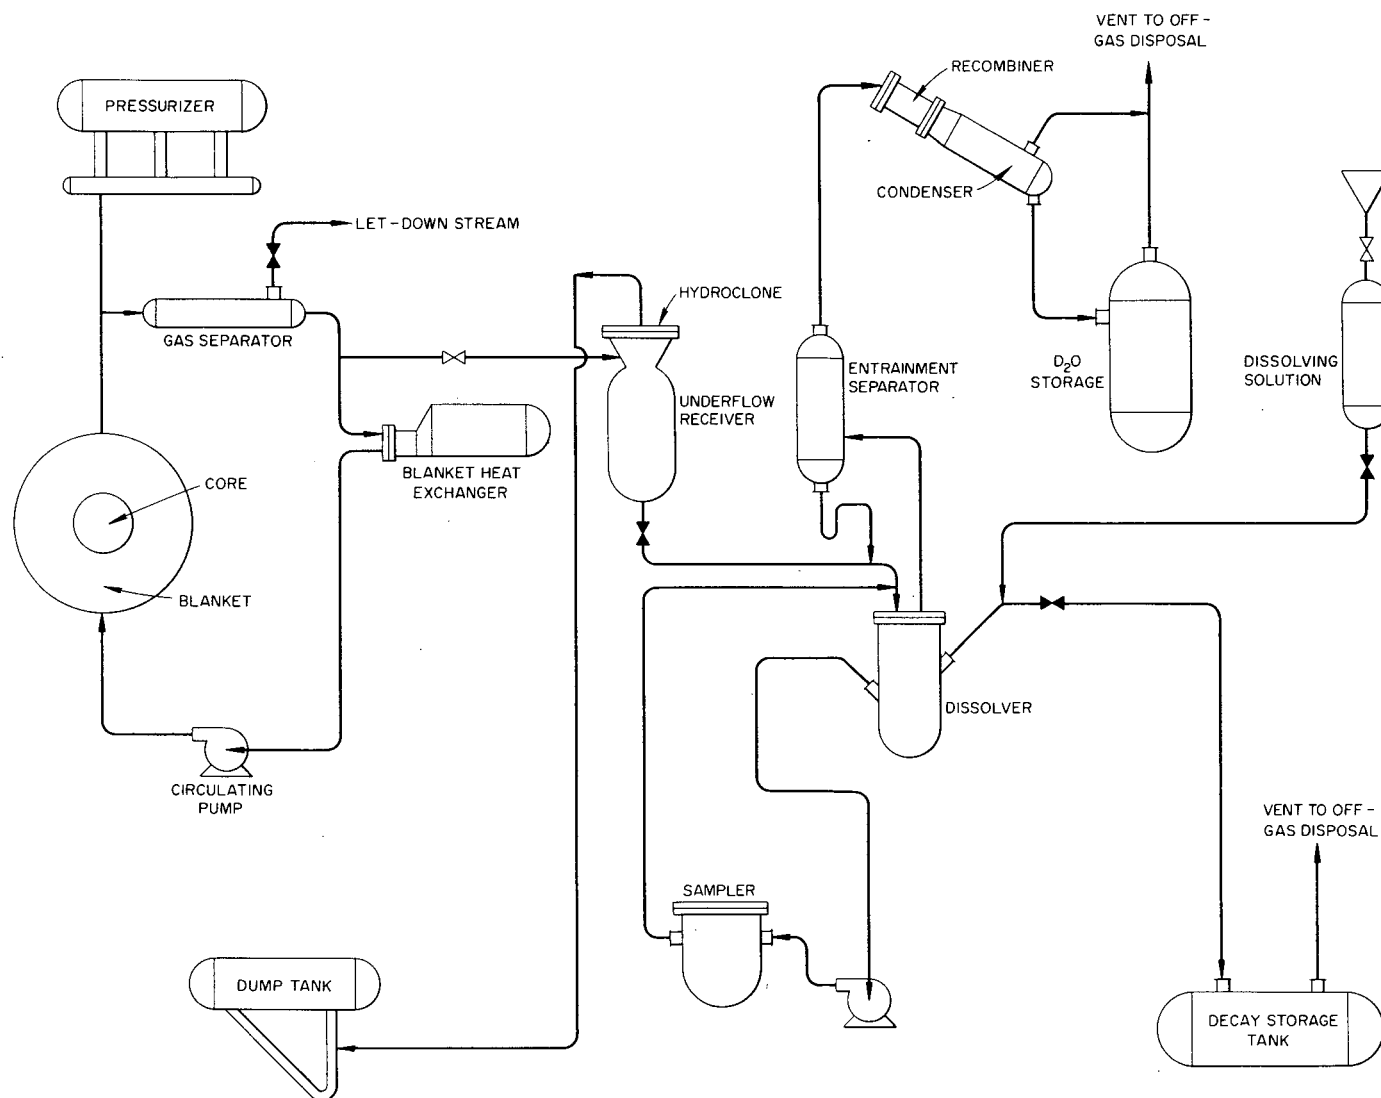 VENT TO OFF-
GAS DISPOSAL
RECOMBINER
PRESSURIZER
CONDENSER
LET-DOWN STREAM
HYDROCLONE
GAS SEPARATOR
ENTRAINMENT
SEPARATOR
D₂O
STORAGE
DISSOLVING
SOLUTION
UNDERFLOW
RECEIVER
BLANKET HEAT
EXCHANGER
CORE
BLANKET
DISSOLVER
CIRCULATING
PUMP
VENT TO OFF-
GAS DISPOSAL
SAMPLER
DUMP TANK
DECAY STORAGE
TANK